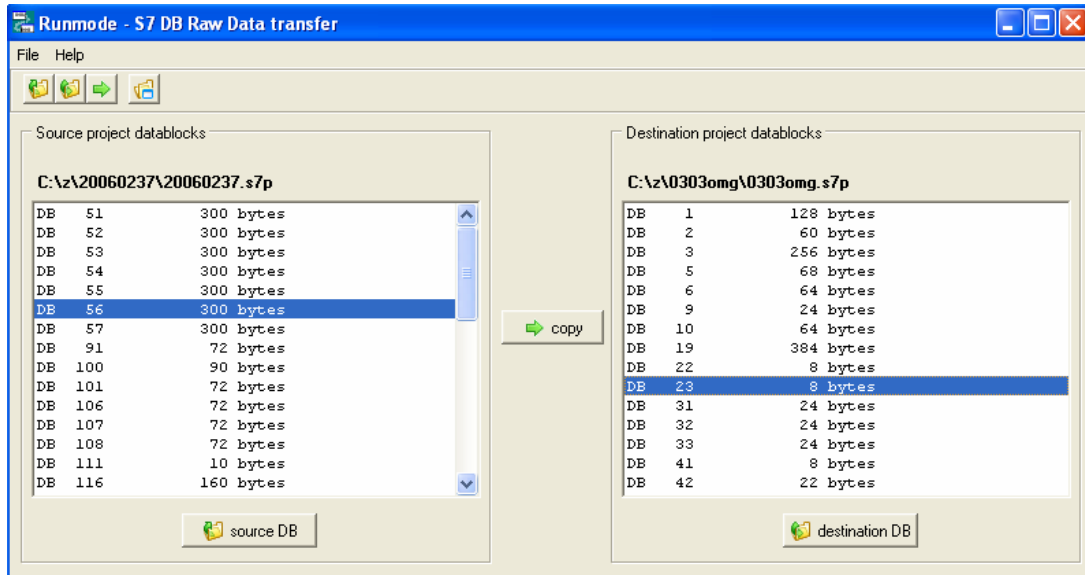 Runmode - S7 DB Raw Data transfer
File Help
Source project datablocks
C:\z\20060237\20060237.s7p
DB 51 300 bytes
DB 52 300 bytes
DB 53 300 bytes
DB 54 300 bytes
DB 55 300 bytes
DB 56 300 bytes
DB 57 300 bytes
DB 91 72 bytes
DB 100 90 bytes
DB 101 72 bytes
DB 106 72 bytes
DB 107 72 bytes
DB 108 72 bytes
DB 111 10 bytes
DB 116 160 bytes
source DB
copy
Destination project datablocks
C:\z\0303omg\0303omg.s7p
DB 1 128 bytes
DB 2 60 bytes
DB 3 256 bytes
DB 5 68 bytes
DB 6 64 bytes
DB 9 24 bytes
DB 10 64 bytes
DB 19 384 bytes
DB 22 8 bytes
DB 23 8 bytes
DB 31 24 bytes
DB 32 24 bytes
DB 33 24 bytes
DB 41 8 bytes
DB 42 22 bytes
destination DB